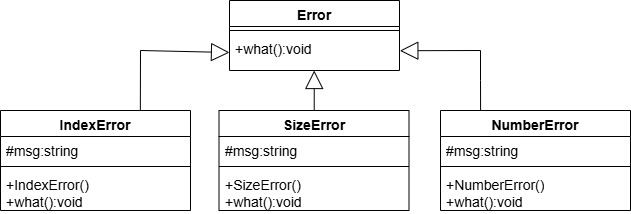 Error
+what():void
IndexError
#msg:string
+IndexError()
+what():void
SizeError
#msg:string
+SizeError()
+what():void
NumberError
#msg:string
+NumberError()
+what():void